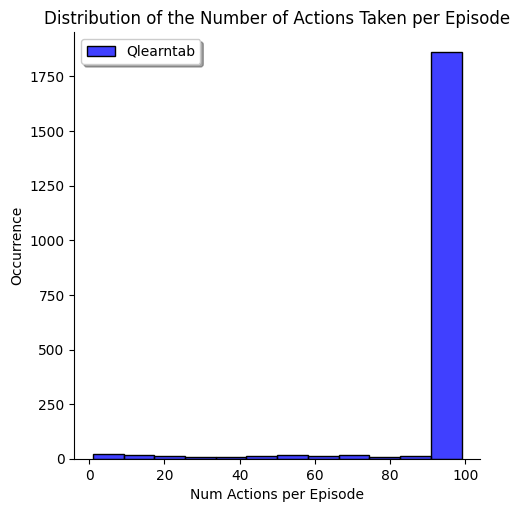 Distribution of the Number of Actions Taken per Episode
Qlearntab
1750
1500
1250
1000
750
500
250
0
Occurrence
0 20 40 60 80 100
Num Actions per Episode